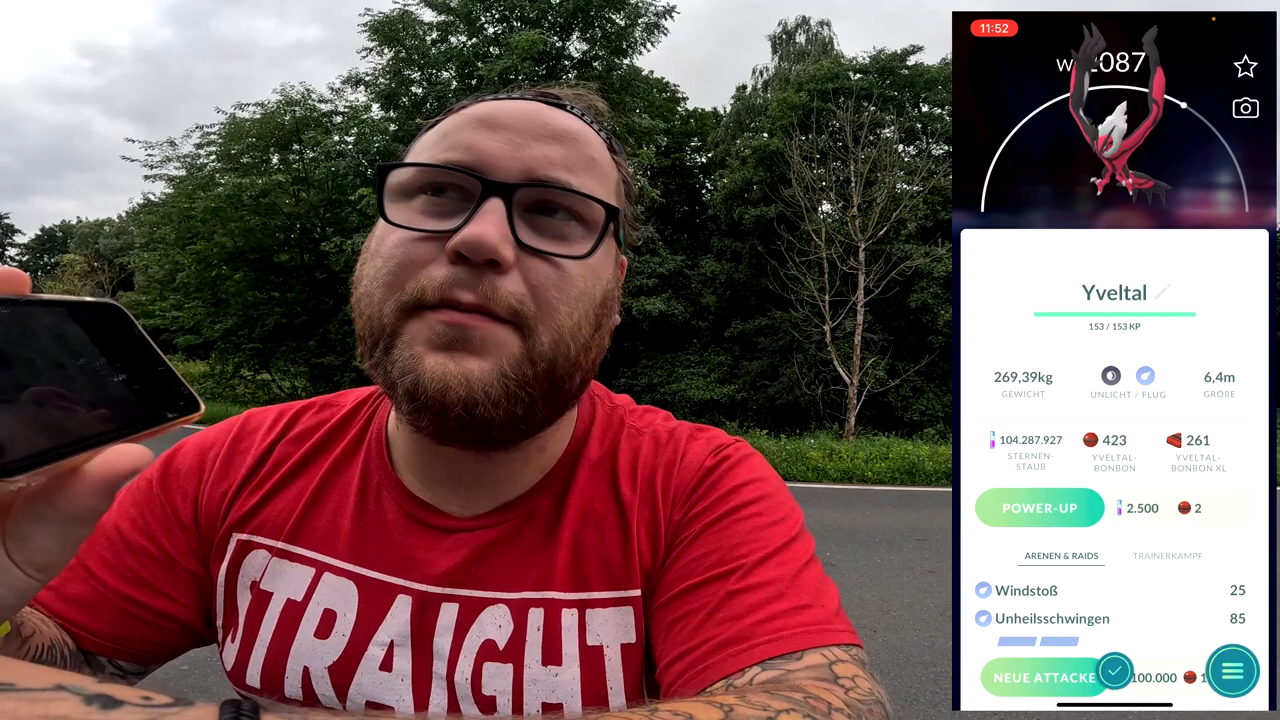 STRAIGHT
11:52
Yveltal
153 / 153 KP
269,39kg
GEWICHT
UNLICHT / FLUG
6,4m
GRÖßE
104.287.927
STERNEN-
STAUB
423
YVELTAL-
BONBON
261
YVELTAL-
BONBON XL
POWER-UP
2.500
2
ARENEN & RAIDS
TRAINERKAMPF
Windstoß
25
Unheilsschwingen
85
NEUE ATTACKE
100.000